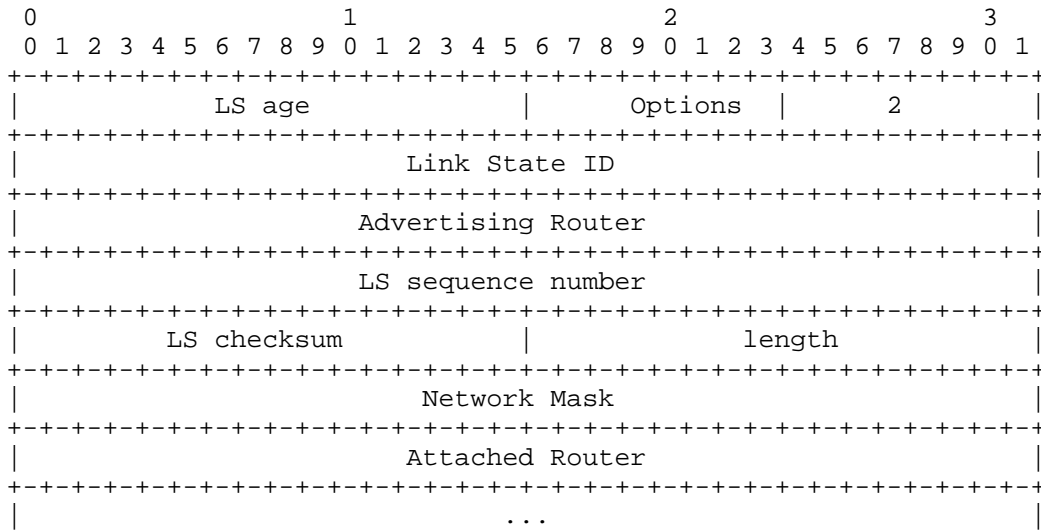 0                   1                   2                   3
 0 1 2 3 4 5 6 7 8 9 0 1 2 3 4 5 6 7 8 9 0 1 2 3 4 5 6 7 8 9 0 1
+-+-+-+-+-+-+-+-+-+-+-+-+-+-+-+-+-+-+-+-+-+-+-+-+-+-+-+-+-+-+-+-+
|            LS age             |      Options  |      2        |
+-+-+-+-+-+-+-+-+-+-+-+-+-+-+-+-+-+-+-+-+-+-+-+-+-+-+-+-+-+-+-+-+
|                        Link State ID                          |
+-+-+-+-+-+-+-+-+-+-+-+-+-+-+-+-+-+-+-+-+-+-+-+-+-+-+-+-+-+-+-+-+
|                     Advertising Router                        |
+-+-+-+-+-+-+-+-+-+-+-+-+-+-+-+-+-+-+-+-+-+-+-+-+-+-+-+-+-+-+-+-+
|                     LS sequence number                        |
+-+-+-+-+-+-+-+-+-+-+-+-+-+-+-+-+-+-+-+-+-+-+-+-+-+-+-+-+-+-+-+-+
|         LS checksum           |             length            |
+-+-+-+-+-+-+-+-+-+-+-+-+-+-+-+-+-+-+-+-+-+-+-+-+-+-+-+-+-+-+-+-+
|                         Network Mask                          |
+-+-+-+-+-+-+-+-+-+-+-+-+-+-+-+-+-+-+-+-+-+-+-+-+-+-+-+-+-+-+-+-+
|                        Attached Router                        |
+-+-+-+-+-+-+-+-+-+-+-+-+-+-+-+-+-+-+-+-+-+-+-+-+-+-+-+-+-+-+-+-+
|                              ...                              |